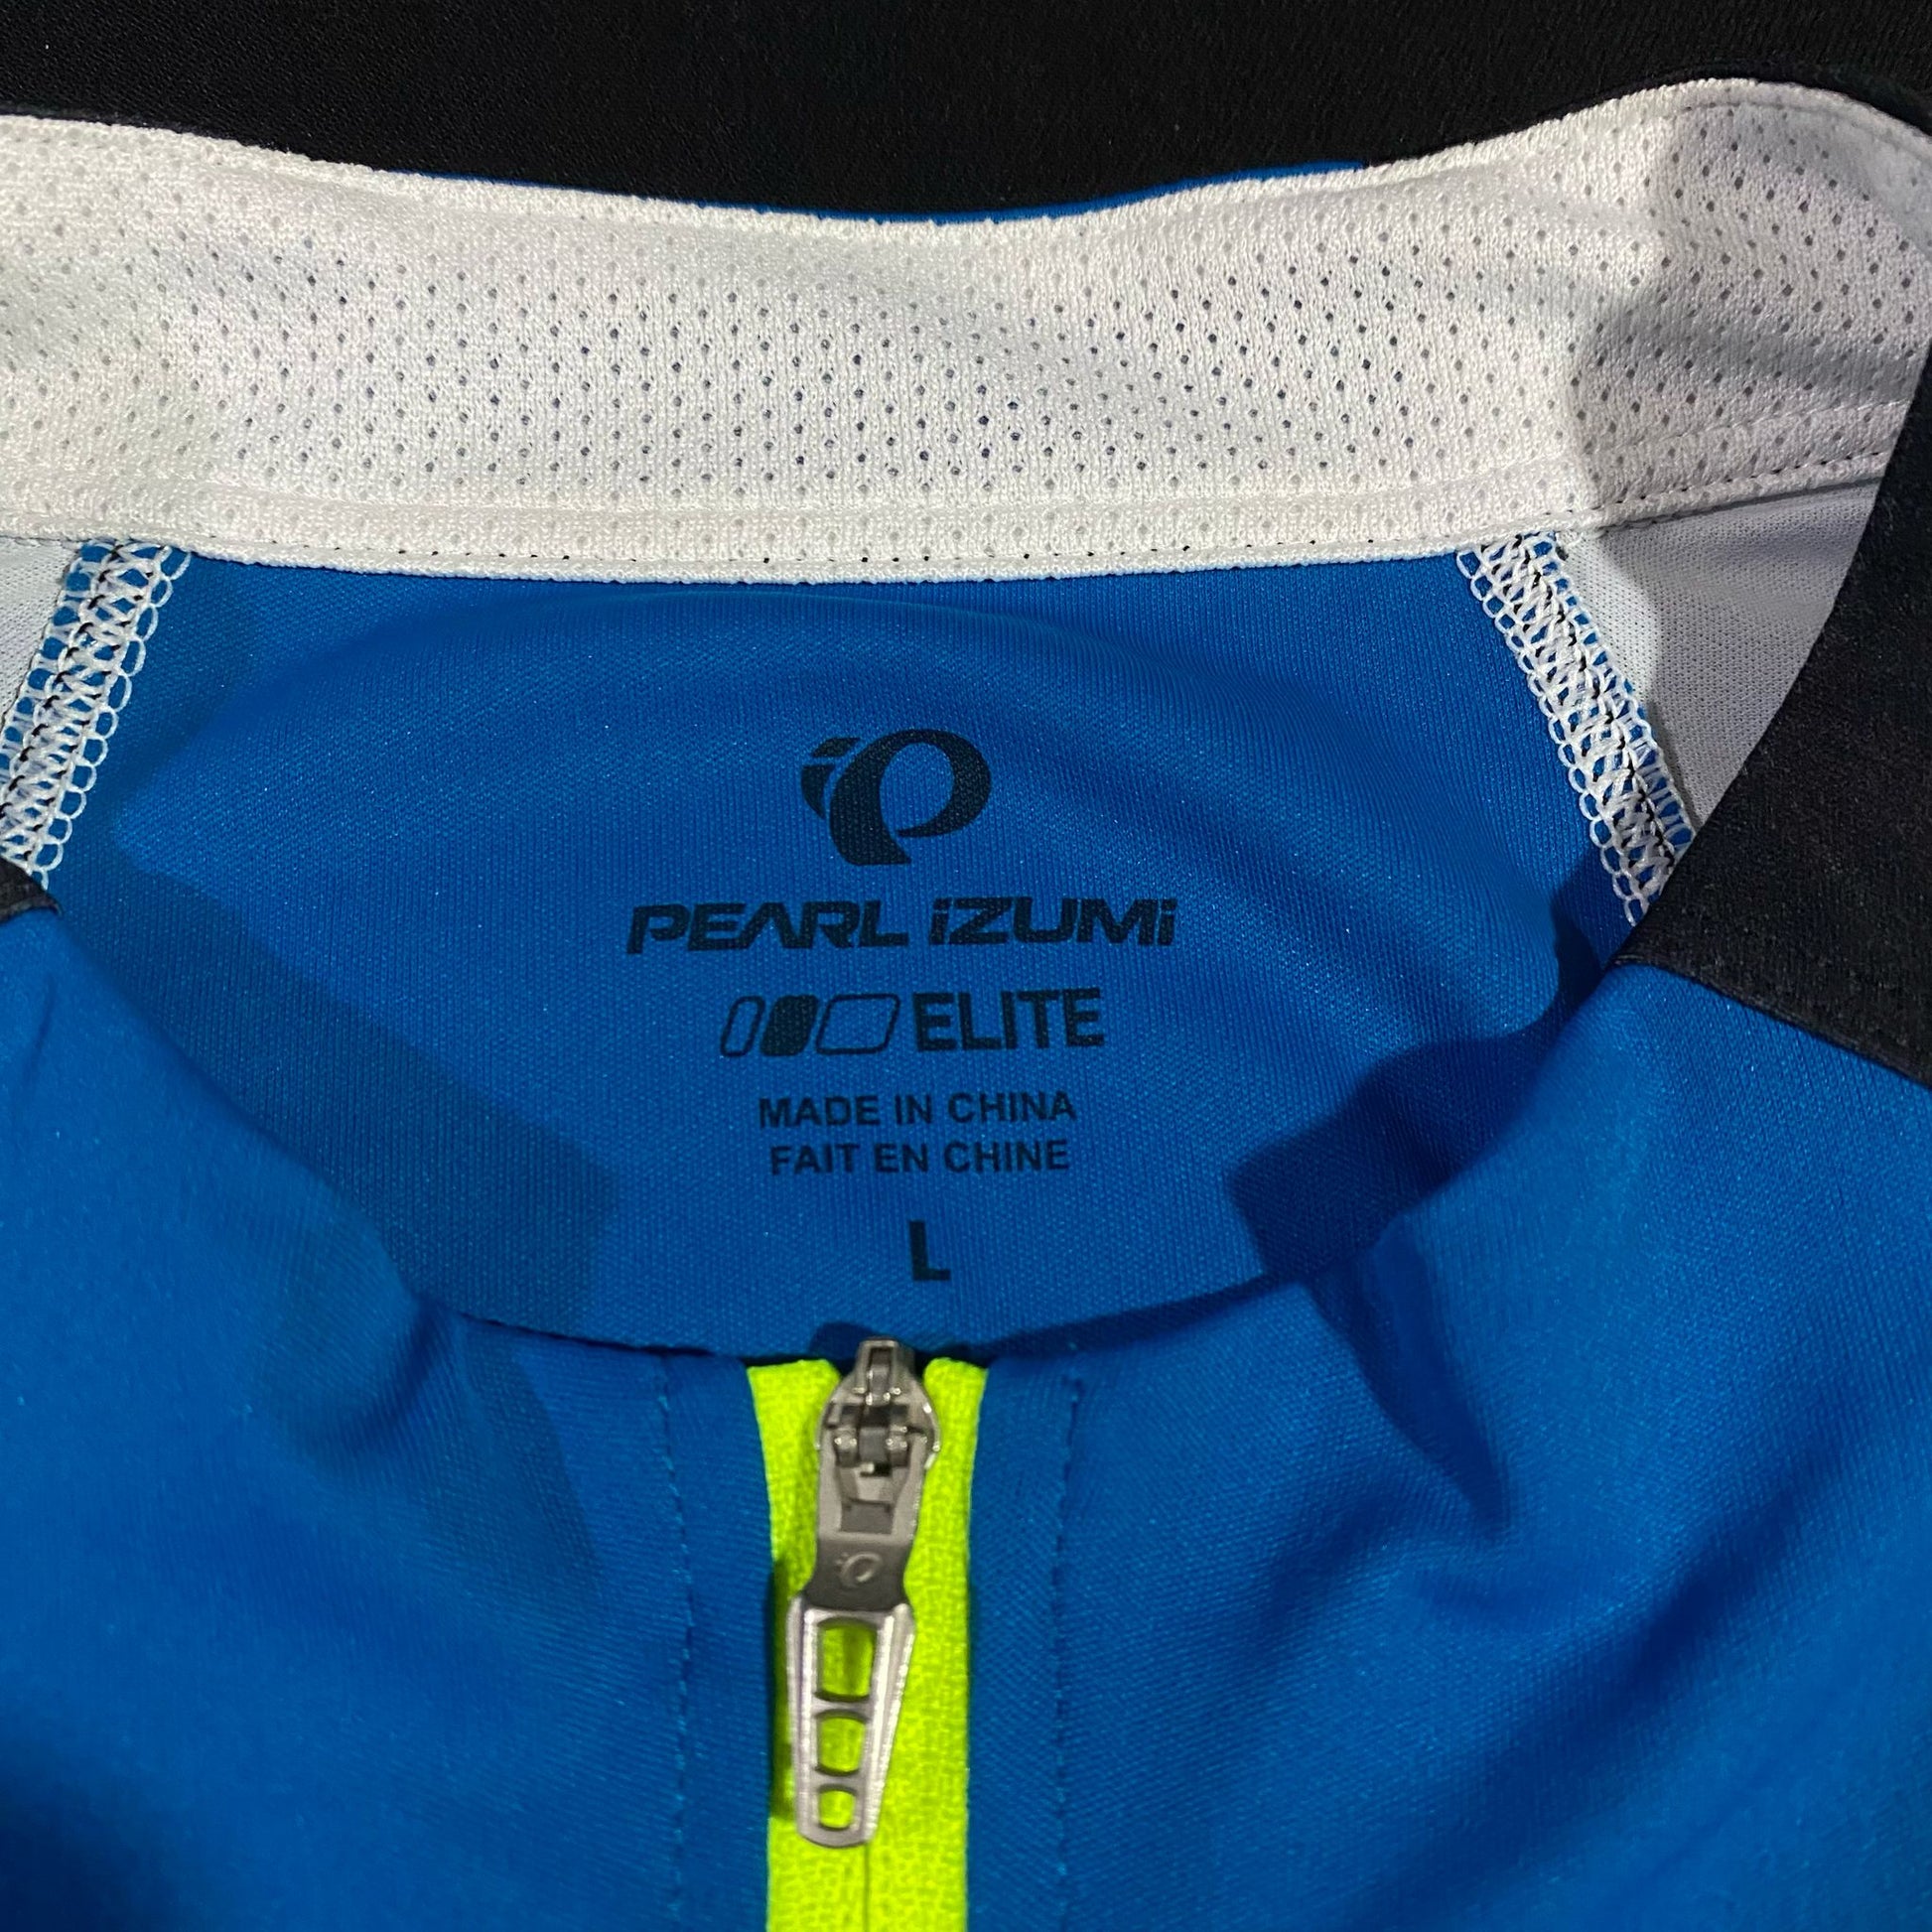 PEARL iZUMi
ELITE
MADE IN CHINA
FAIT EN CHINE
L